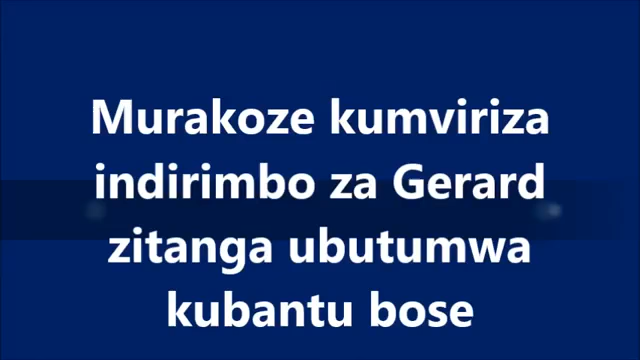 Murakoze kumviriza
indirimbo za Gerard
zitanga ubutumwa
kubantu bose